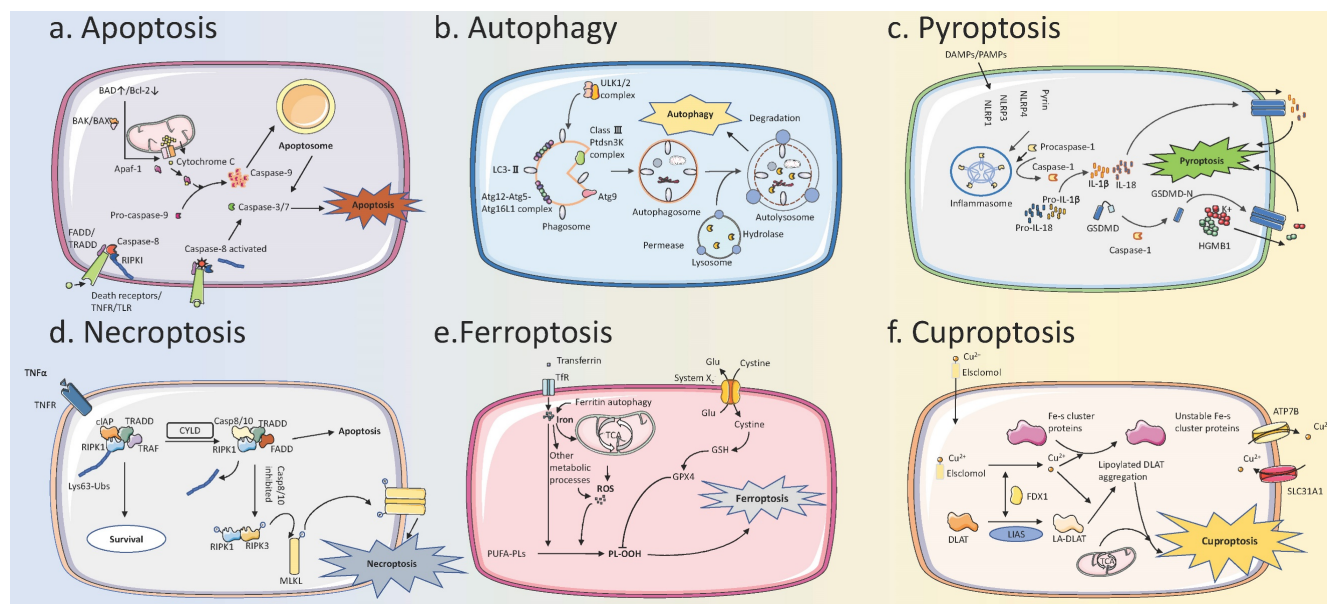 a. Apoptosis
BAD↑/Bcl-2↓
BAK/BAX
Cytochrome C
Apaf-1
Caspase-9
Apoptosome
Pro-caspase-9
Caspase-3/7
Apoptosis
FADD/
TRADD
Caspase-8
RIPKI
Caspase-8 activated
Death receptors/
TNFR/TLR
b. Autophagy
ULK1/2
complex
Class Ⅲ
Ptdsn3K
complex
LC3-Ⅱ
Atg12-Atg5-
Atg16L1 complex
Atg9
Phagosome
Autophagy
Degradation
Autophagosome
Autolysosome
Permease
Hydrolase
Lysosome
c. Pyroptosis
DAMPs/PAMPs
NLRP1
NLRP3
NLRP4
Pyrin
Procaspase-1
Caspase-1
Inflammasome
Pro-IL-1β
Pro-IL-18
IL-1β
IL-18
Pyroptosis
GSDMD
GSDMD-N
Caspase-1
K+
HGMB1
d. Necroptosis
TNFα
TNFR
cIAP
TRADD
RIPK1
TRAF
Lys63-Ubs
CYLD
Casp8/10
TRADD
RIPK1
FADD
Apoptosis
Casp8/10
inhibited
Survival
RIPK1
RIPK3
MLKL
Necroptosis
e.Ferroptosis
Transferrin
TfR
Ferritin autophagy
Iron
TCA
Other
metabolic
processes
ROS
Glu
Cystine
System Xc
Glu
Cystine
GSH
GPX4
Ferroptosis
PUFA-PLs
PL-OOH
f. Cuproptosis
Cu²⁻
Elsclomol
Fe-s cluster
proteins
Unstable Fe-s
cluster proteins
ATP7B
Cu²
Cu²⁺
Elsclomol
Cu²⁺
Lipoylated DLAT
aggregation
Cu²⁺
SLC31A1
FDX1
DLAT
LIAS
LA-DLAT
TCA
Cuproptosis